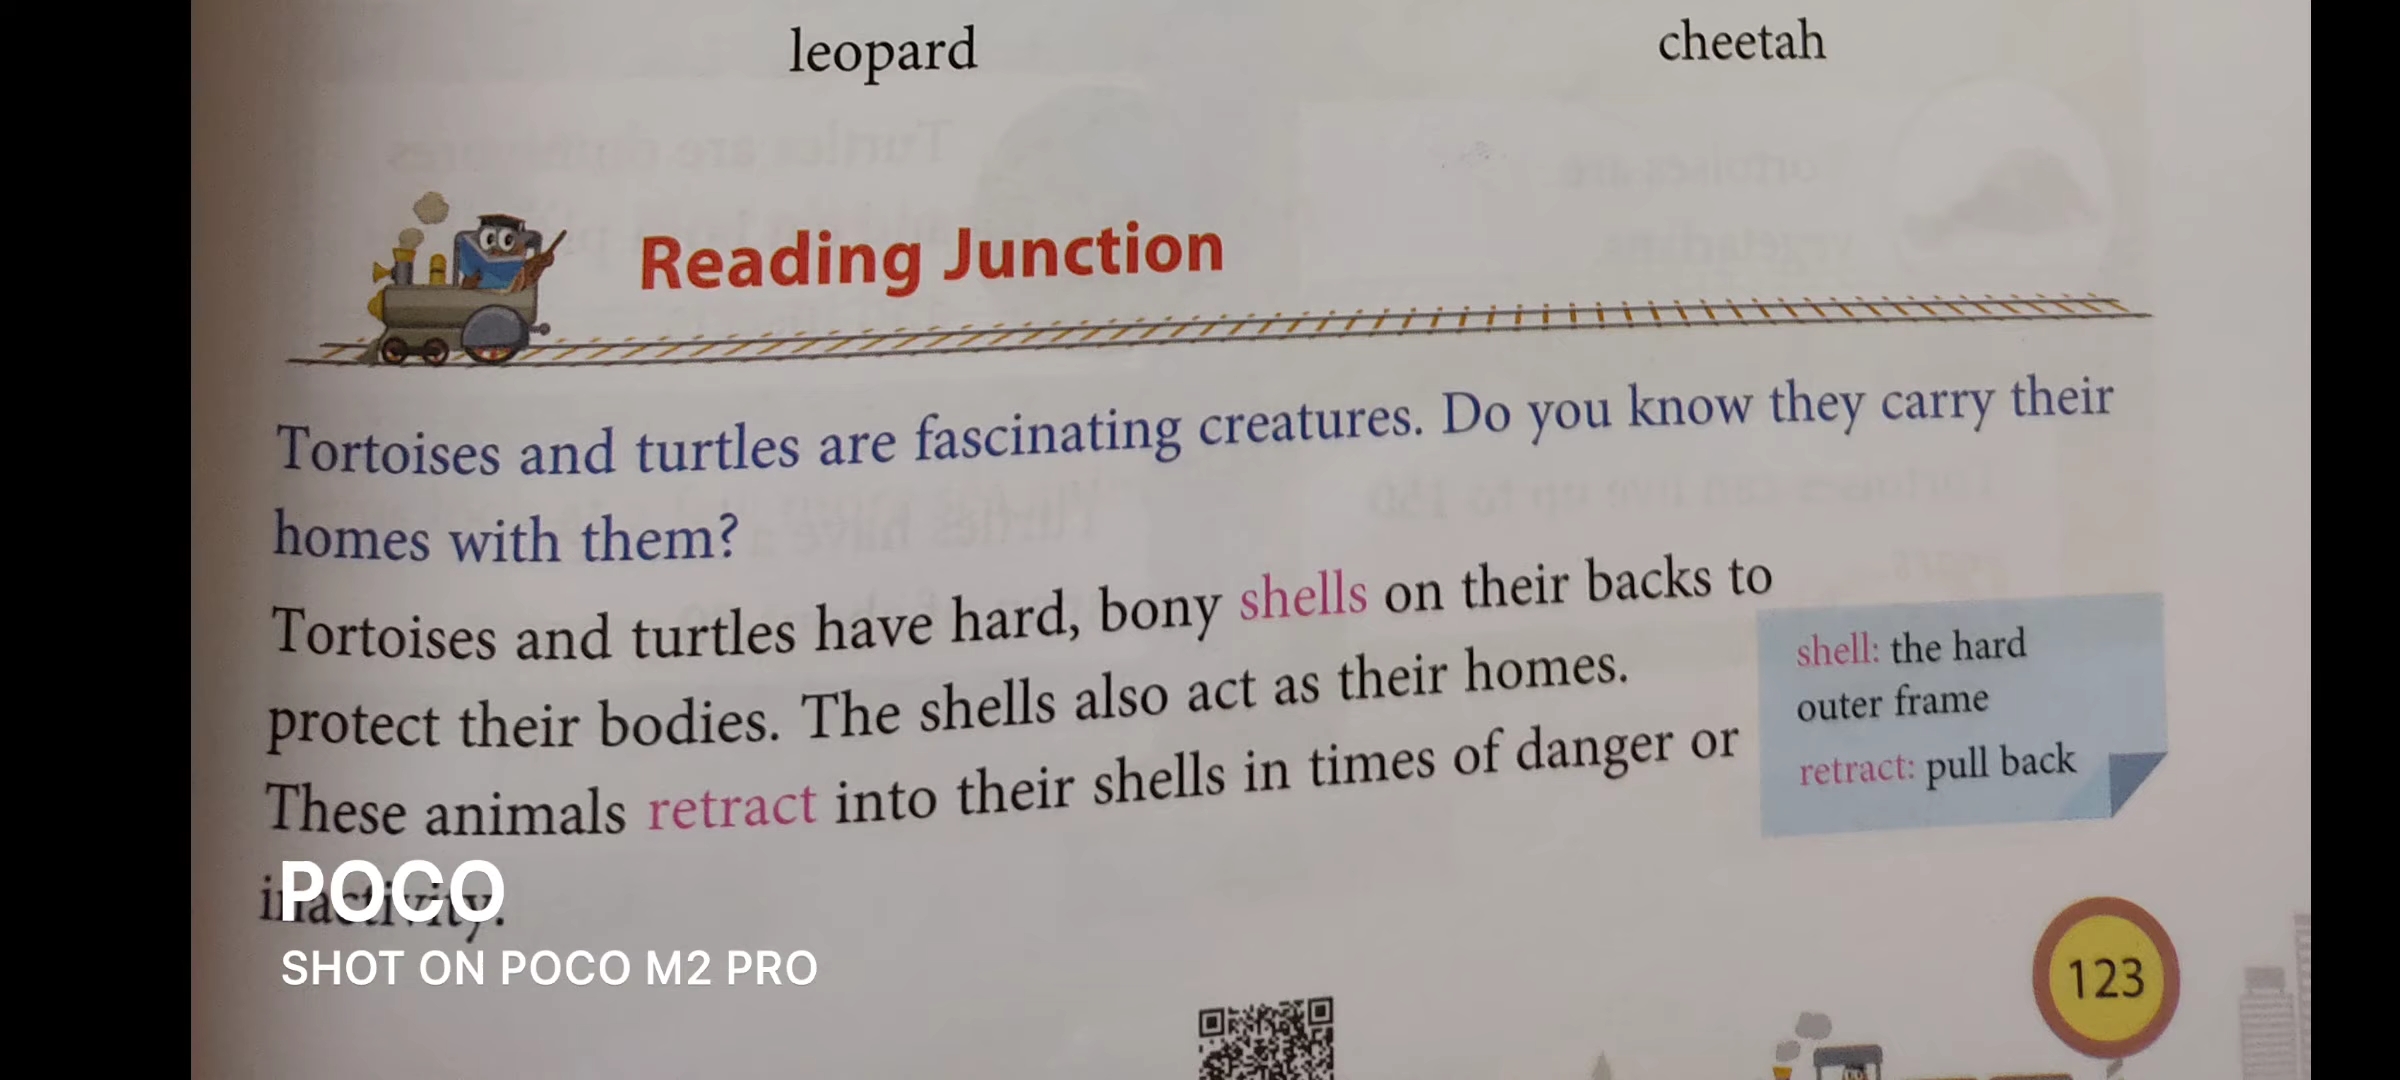 leopard
cheetah
Reading Junction
Tortoises and turtles are fascinating creatures. Do you know they carry their
homes with them?
Tortoises and turtles have hard, bony shells on their backs to
protect their bodies. The shells also act as their homes.
These animals retract into their shells in times of danger or
inactivity.
shell: the hard
outer frame
retract: pull back
POCO
SHOT ON POCO M2 PRO
123